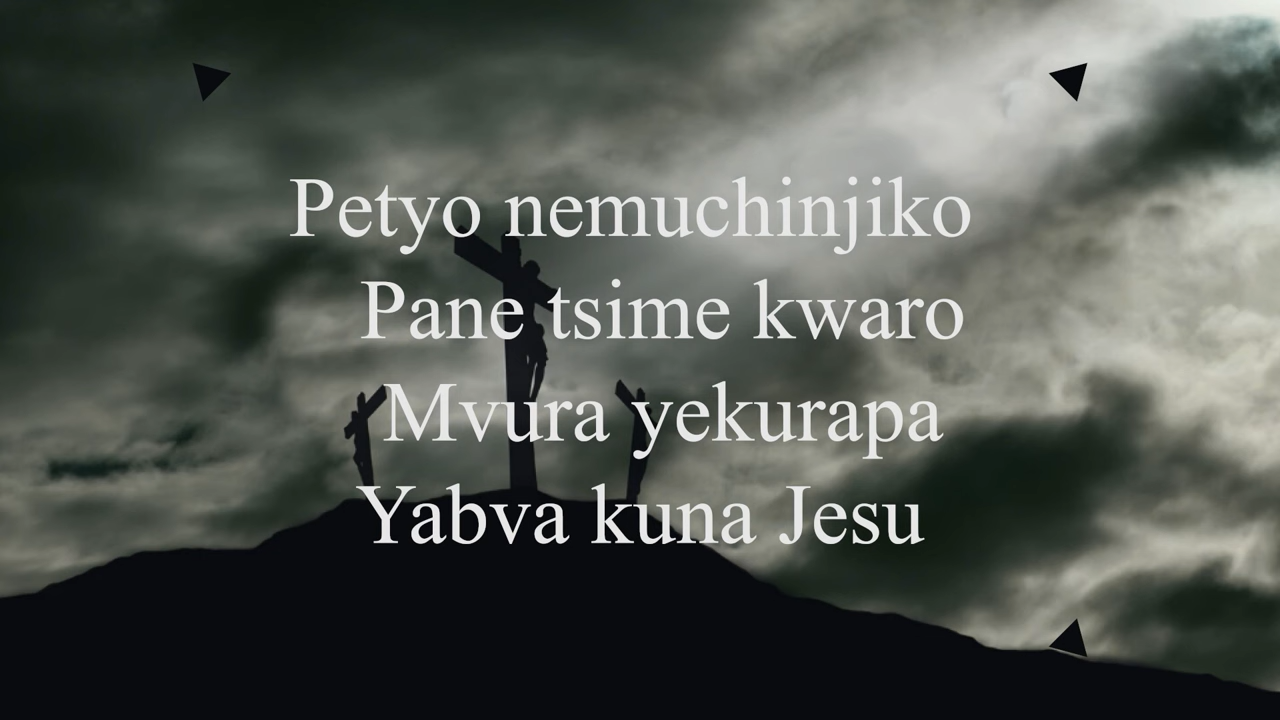 Petyo nemuchinjiko
Pane tsime kwaro
Mvura yekurapa
Yabva kuna Jesu